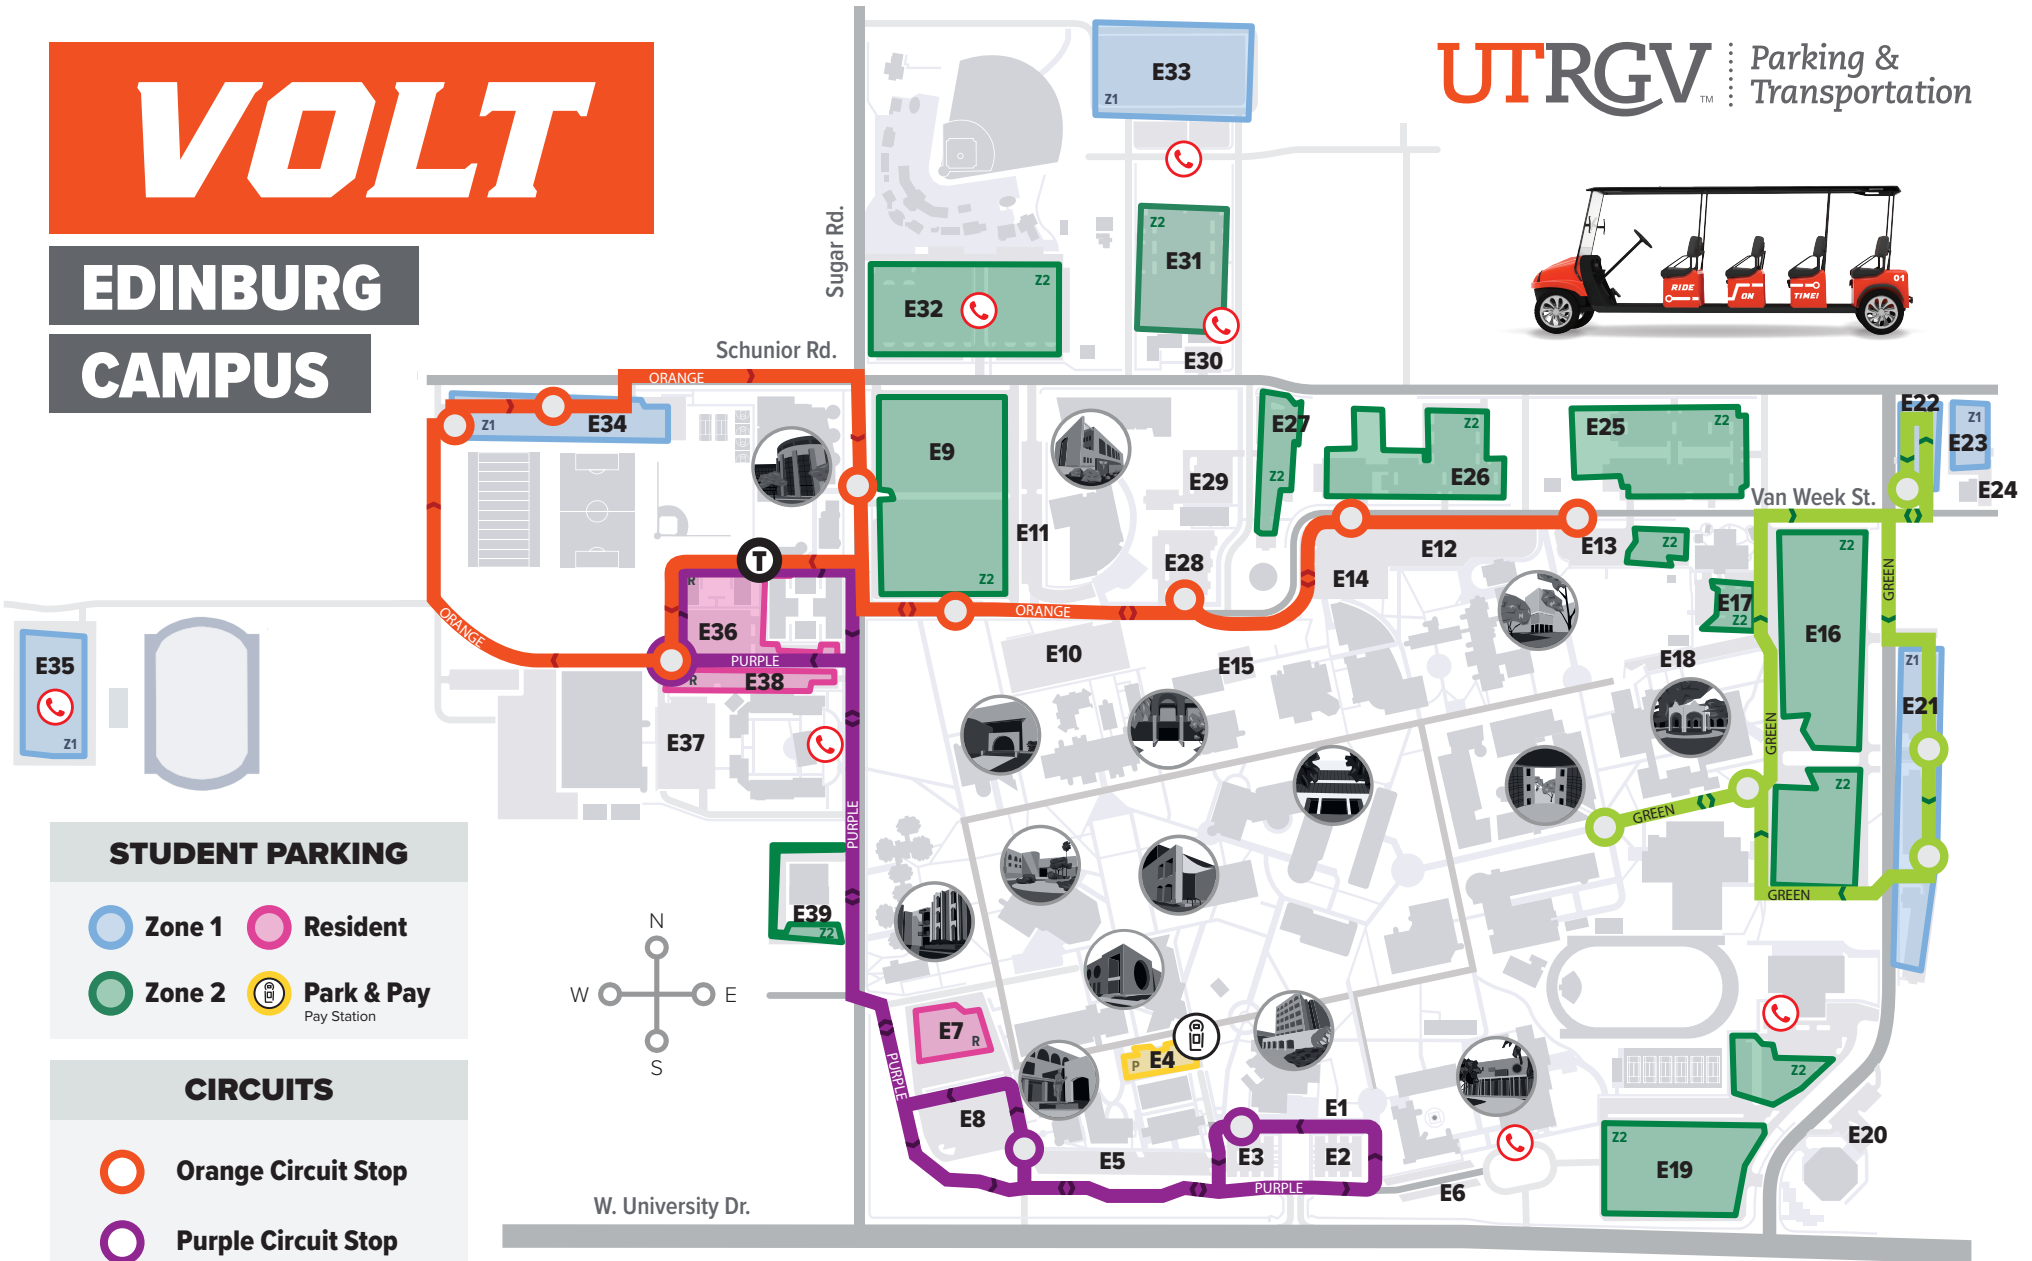 VOLT
EDINBURG
CAMPUS
UTRGV™
Parking &
Transportation
RIDE
ON
TIME!
01
E33
Z1
Sugar Rd.
Z2
E31
E32
Z2
E30
Schunior Rd.
ORANGE
E34
Z1
E9
Z2
E11
E29
E27
Z2
E26
Z2
E25
Z2
E22
E23
Z1
E24
Van Week St.
E28
E12
E14
E13
Z2
E17
Z2
E16
Z2
GREEN
T
R
E36
PURPLE
R
E38
ORANGE
ORANGE
E10
E15
E18
E35
Z1
E37
Z1
E21
GREEN
GREEN
Z2
GREEN
PURPLE
E39
Z2
STUDENT PARKING
Zone 1
Resident
Zone 2
Park & Pay
Pay Station
N
W
E
S
E7
R
PURPLE
P
E4
E8
E5
E1
E3
E2
PURPLE
E6
Z2
E19
Z2
E20
W. University Dr.
CIRCUITS
Orange Circuit Stop
Purple Circuit Stop